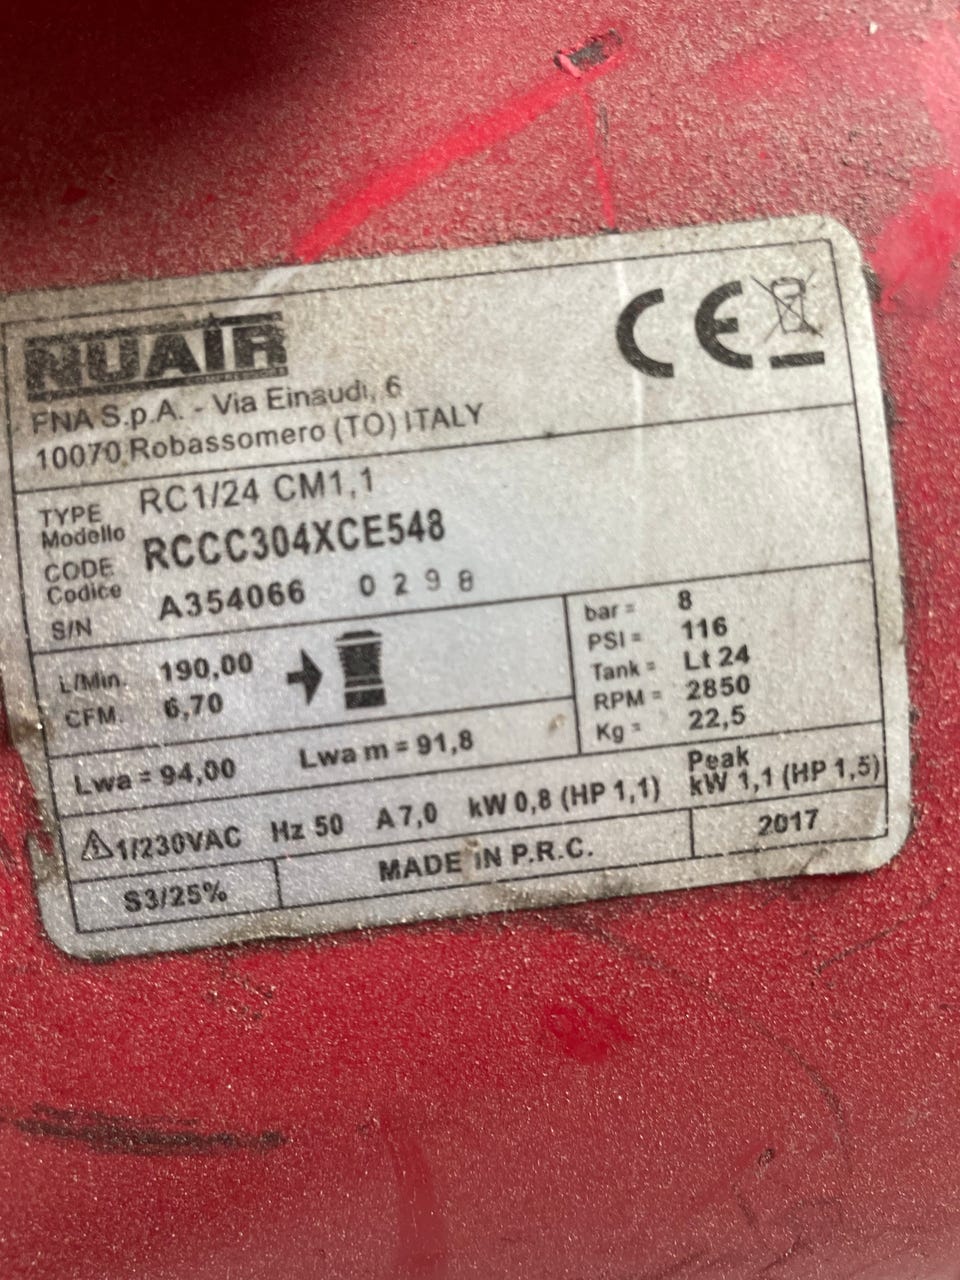 NUAIR
FNA S.p.A. - Via Einaudi, 6
10070 Robassomero (TO) ITALY
CE
TYPE
Modello
RC1/24 CM1,1
CODE
Codice
RCCC304XCE548
S/N
A354066 0298
L/Min. 190,00
CFM. 6,70
bar = 8
PSI = 116
Tank = Lt 24
RPM = 2850
Kg = 22,5
Lwa = 94,00 Lwa m = 91,8
1/230VAC Hz 50 A 7,0 kW 0,8 (HP 1,1)
Peak
kW 1,1 (HP 1,5)
S3/25% MADE IN P.R.C. 2017